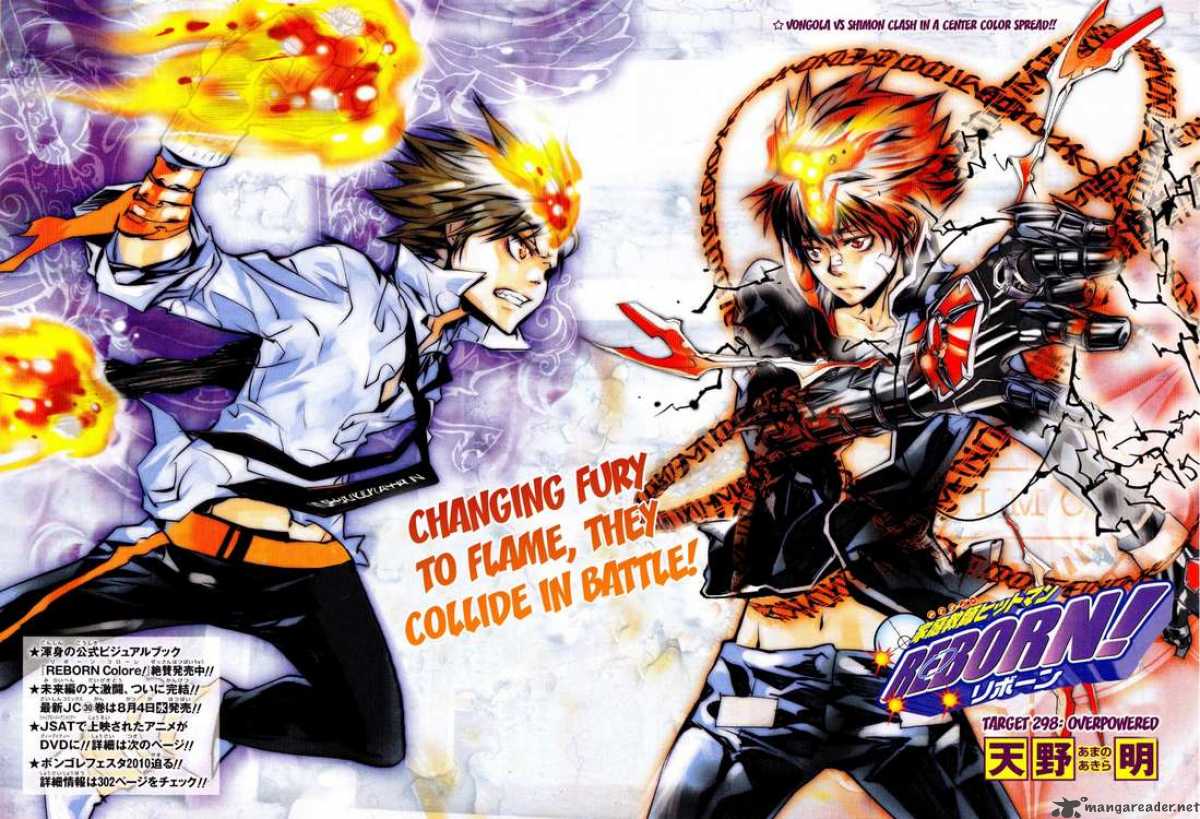 ☆ VONGOLA VS SHIMON CLASH IN A CENTER COLOR SPREAD!!
CHANGING FURY
TO FLAME, THEY
COLLIDE IN BATTLE!
家庭教師ヒットマン
REBORN!
リボーン
TARGET 298: OVERPOWERED
天野明
あまの
あきら
★渾身の公式ビジュアルブック
「REBORN Colore!」絶賛発売中!!
★未来編の大激闘、ついに完結!!
最新JC㉚巻は8月4日水発売!!
★JSATで上映されたアニメが
DVDに!!詳細は次のページ!!
★ボンゴレフェスタ2010迫る!!
詳細情報は302ページをチェック!!
IMC
mangareader.net